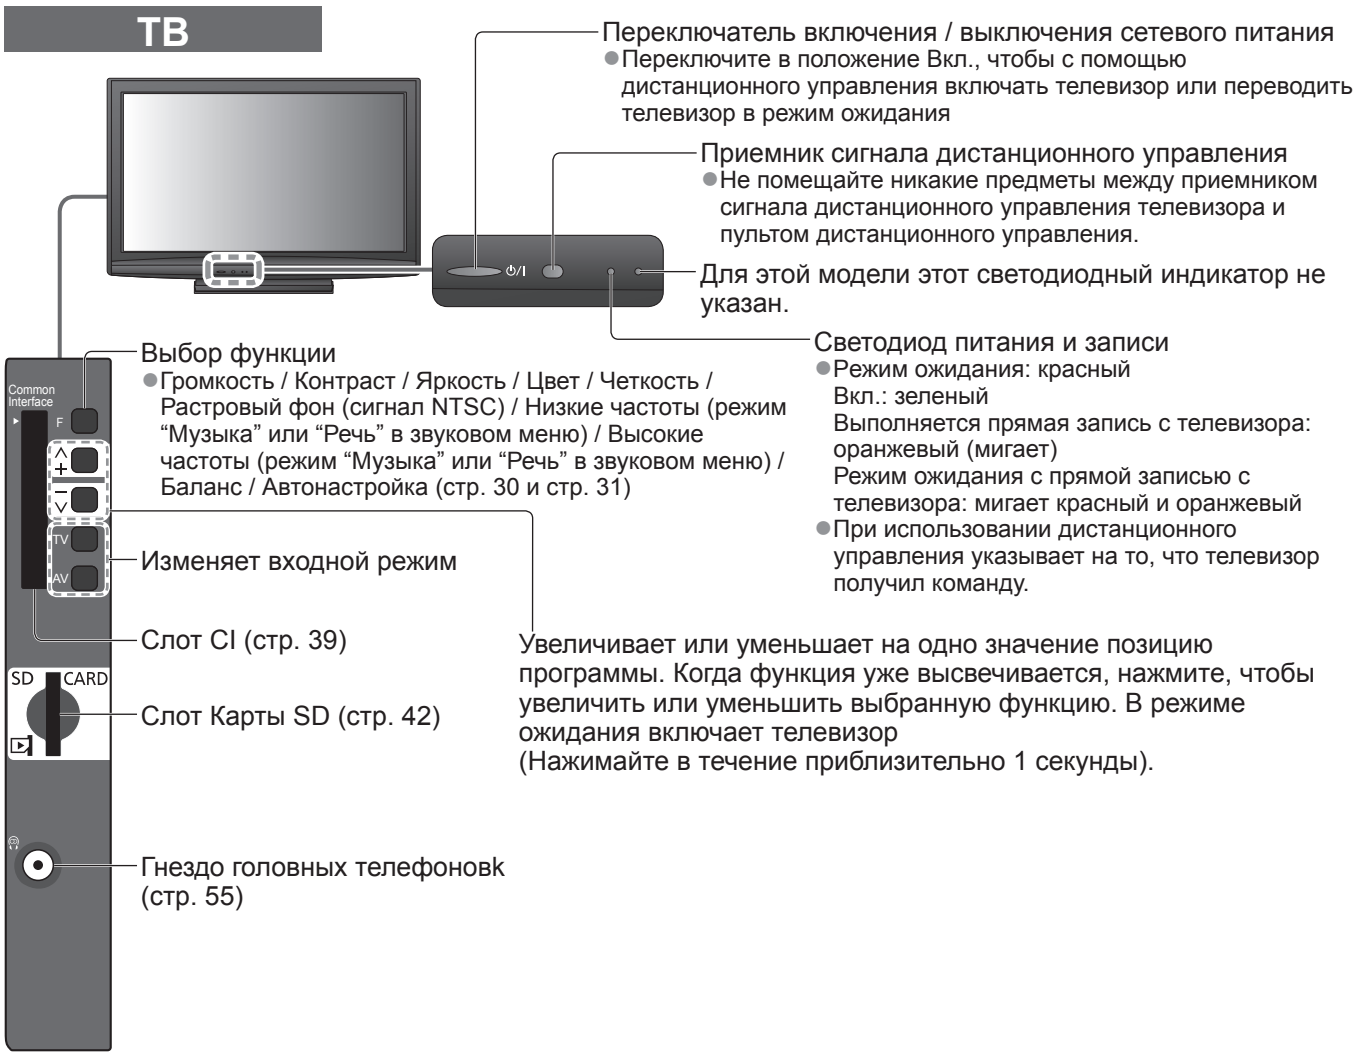 ТВ
Переключатель включения / выключения сетевого питания
●Переключите в положение Вкл., чтобы с помощью
дистанционного управления включать телевизор или переводить
телевизор в режим ожидания
Приемник сигнала дистанционного управления
●Не помещайте никакие предметы между приемником
сигнала дистанционного управления телевизора и
пультом дистанционного управления.
⏻/I
Для этой модели этот светодиодный индикатор не
указан.
Светодиод питания и записи
●Режим ожидания: красный
Вкл.: зеленый
Выполняется прямая запись с телевизора:
оранжевый (мигает)
Режим ожидания с прямой записью с
телевизора: мигает красный и оранжевый
●При использовании дистанционного
управления указывает на то, что телевизор
получил команду.
Выбор функции
●Громкость / Контраст / Яркость / Цвет / Четкость /
Растровый фон (сигнал NTSC) / Низкие частоты (режим
“Музыка” или “Речь” в звуковом меню) / Высокие
частоты (режим “Музыка” или “Речь” в звуковом меню) /
Баланс / Автонастройка (стр. 30 и стр. 31)
Common
Interface
F
+
−
TV
AV
Изменяет входной режим
Слот CI (стр. 39)
SD CARD
Слот Карты SD (стр. 42)
Увеличивает или уменьшает на одно значение позицию
программы. Когда функция уже высвечивается, нажмите, чтобы
увеличить или уменьшить выбранную функцию. В режиме
ожидания включает телевизор
(Нажимайте в течение приблизительно 1 секунды).
Гнездо головных телефоновk
(стр. 55)